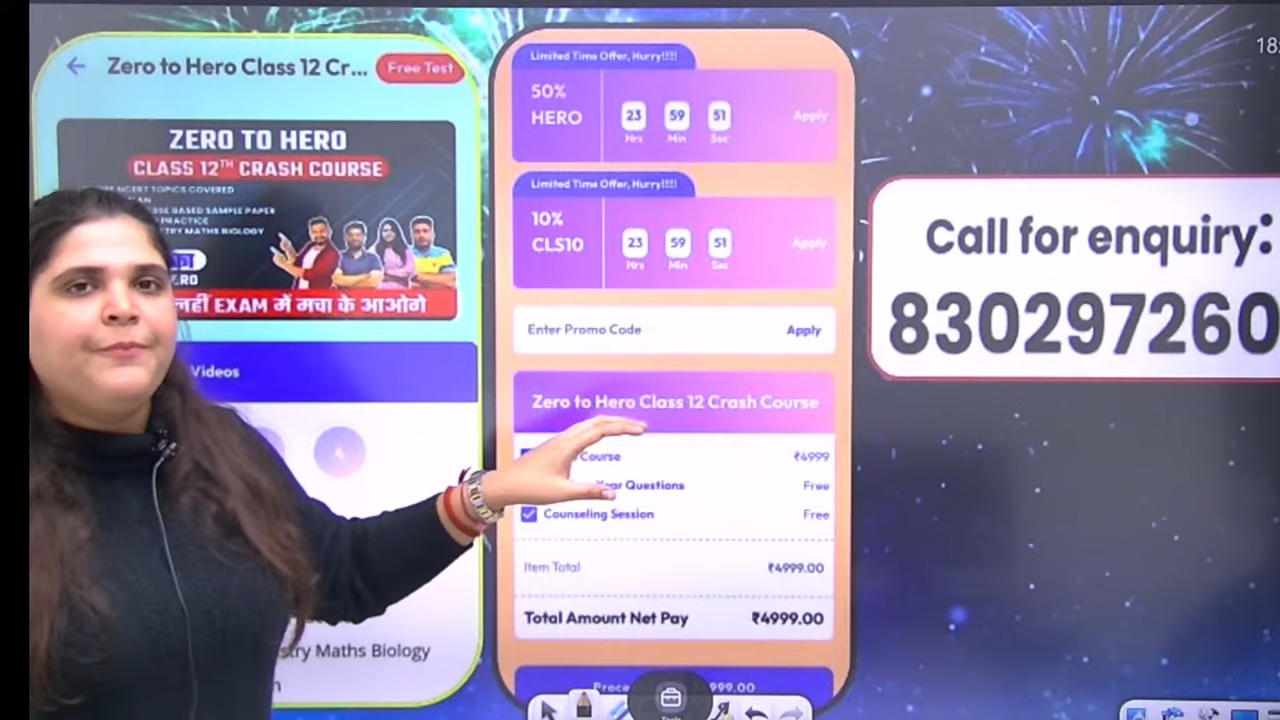 Zero to Hero Class 12 Cr...
Free Test
ZERO TO HERO
CLASS 12TH CRASH COURSE
NCERT TOPICS COVERED
BASED SAMPLE PAPER
PRACTICE
MATHS BIOLOGY
नहीं EXAM में मचा के आओगे
Videos
Maths Biology
Limited Time Offer, Hurry!!!!
50%
HERO
23 59 51
Hrs Min Sec
Apply
Limited Time Offer, Hurry!!!!
10%
CLS10
23 59 51
Hrs Min Sec
Apply
Enter Promo Code
Apply
Zero to Hero Class 12 Crash Course
Course ₹4999
Questions Free
Counseling Session Free
Item Total ₹4999.00
Total Amount Net Pay ₹4999.00
Call for enquiry:
830297260
18: